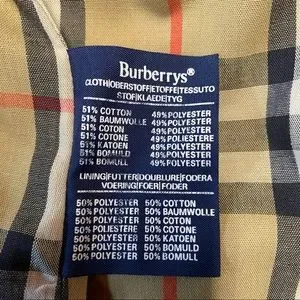 Burberrys®
CLOTH|OBERSTOFF|ETOFFE|TESSUTO
STOF|KLAEDE|TYG
51% COTTON 49% POLYESTER
51% BAUMWOLLE 49% POLYESTER
51% COTON 49% POLYESTER
51% COTONE 49% POLIESTERE
51% KATOEN 49% POLYESTER
51% BOMULD 49% POLYESTER
51% BOMULL 49% POLYESTER
LINING|FUTTER|DOUBLURE|FODERA
VOERING|FOER|FODER
50% POLYESTER 50% COTTON
50% POLYESTER 50% BAUMWOLLE
50% POLYESTER 50% COTON
50% POLIESTERE 50% COTONE
50% POLYESTER 50% KATOEN
50% POLYESTER 50% BOMULD
50% POLYESTER 50% BOMULL